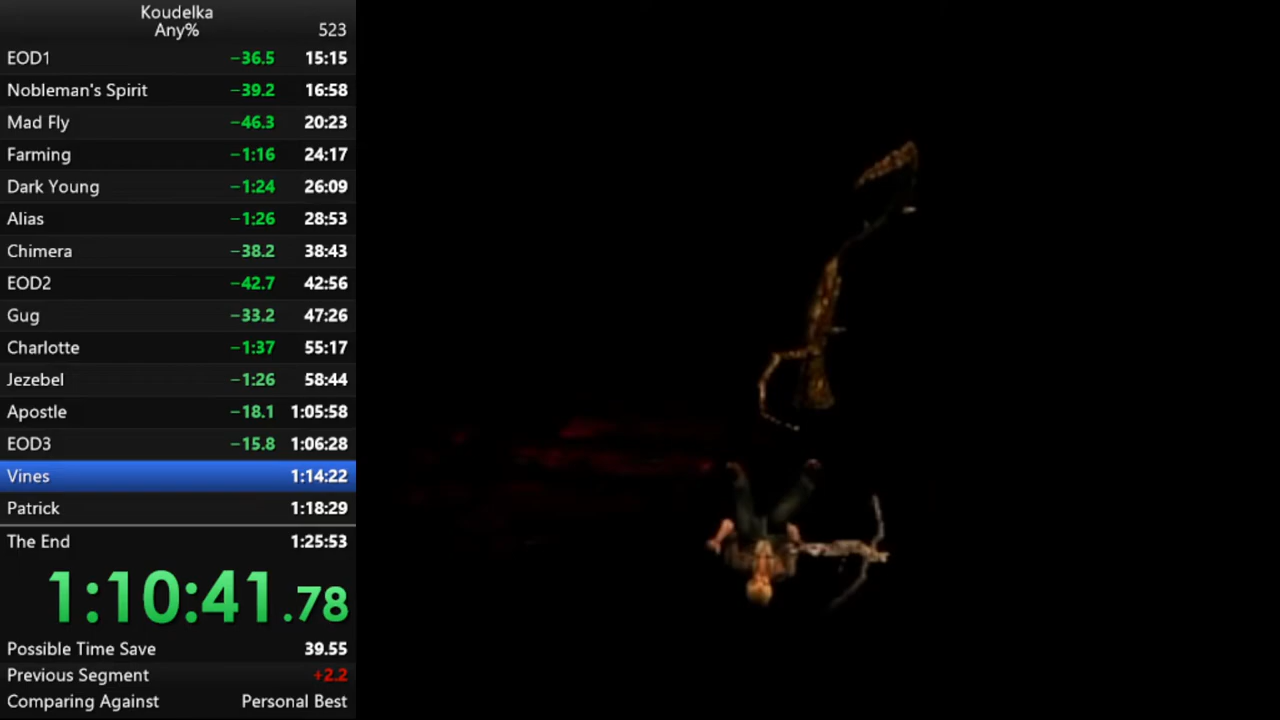 Koudelka
Any% 523
EOD1 −36.5 15:15
Nobleman's Spirit −39.2 16:58
Mad Fly −46.3 20:23
Farming −1:16 24:17
Dark Young −1:24 26:09
Alias −1:26 28:53
Chimera −38.2 38:43
EOD2 −42.7 42:56
Gug −33.2 47:26
Charlotte −1:37 55:17
Jezebel −1:26 58:44
Apostle −18.1 1:05:58
EOD3 −15.8 1:06:28
Vines 1:14:22
Patrick 1:18:29
The End 1:25:53
1:10:41.78
Possible Time Save 39.55
Previous Segment +2.2
Comparing Against Personal Best